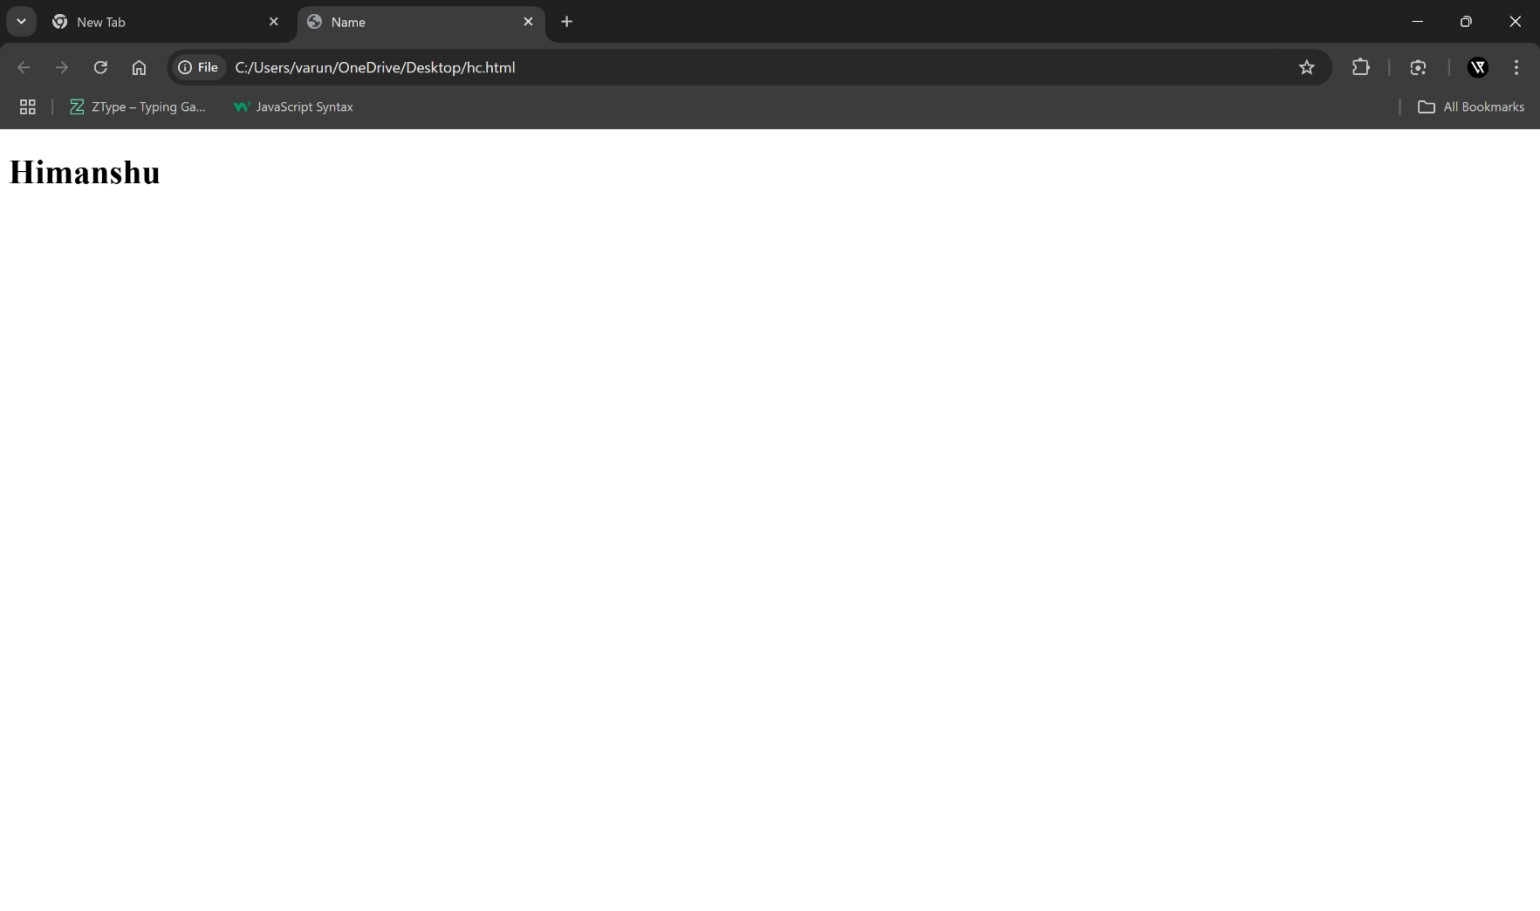 New Tab
Name
File C:/Users/varun/OneDrive/Desktop/hc.html
ZType – Typing Ga...
JavaScript Syntax
All Bookmarks
Himanshu